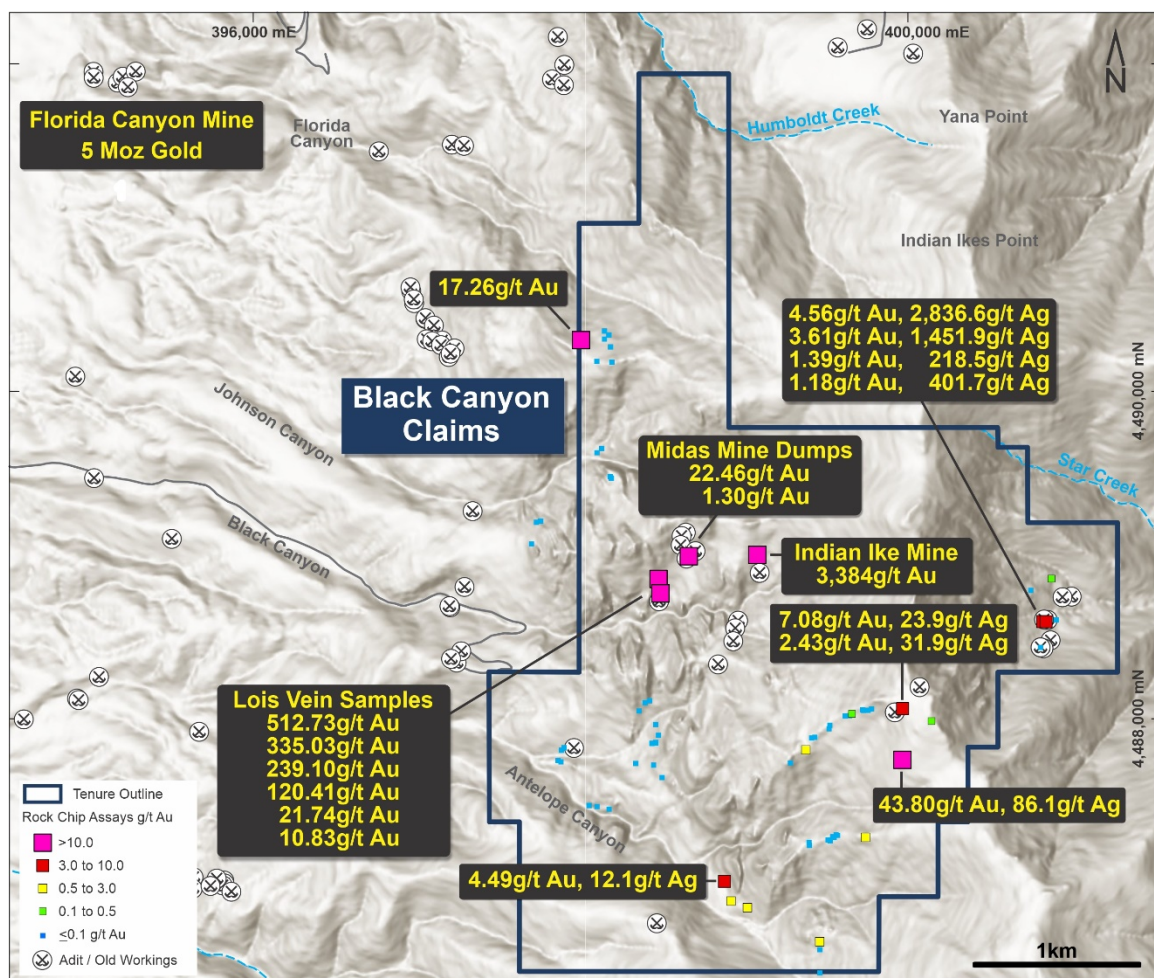 396,000 mE
400,000 mE
N
Florida Canyon Mine
5 Moz Gold
Florida
Canyon
Humboldt Creek
Yana Point
Indian Ikes Point
17.26g/t Au
4.56g/t Au, 2,836.6g/t Ag
3.61g/t Au, 1,451.9g/t Ag
1.39g/t Au, 218.5g/t Ag
1.18g/t Au, 401.7g/t Ag
4,490,000 mN
Black Canyon
Claims
Johnson Canyon
Midas Mine Dumps
22.46g/t Au
1.30g/t Au
Star Creek
Black Canyon
Indian Ike Mine
3,384g/t Au
7.08g/t Au, 23.9g/t Ag
2.43g/t Au, 31.9g/t Ag
4,488,000 mN
Lois Vein Samples
512.73g/t Au
335.03g/t Au
239.10g/t Au
120.41g/t Au
21.74g/t Au
10.83g/t Au
Antelope Canyon
43.80g/t Au, 86.1g/t Ag
4.49g/t Au, 12.1g/t Ag
Tenure Outline
Rock Chip Assays g/t Au
>10.0
3.0 to 10.0
0.5 to 3.0
0.1 to 0.5
≤0.1 g/t Au
Adit / Old Workings
1km